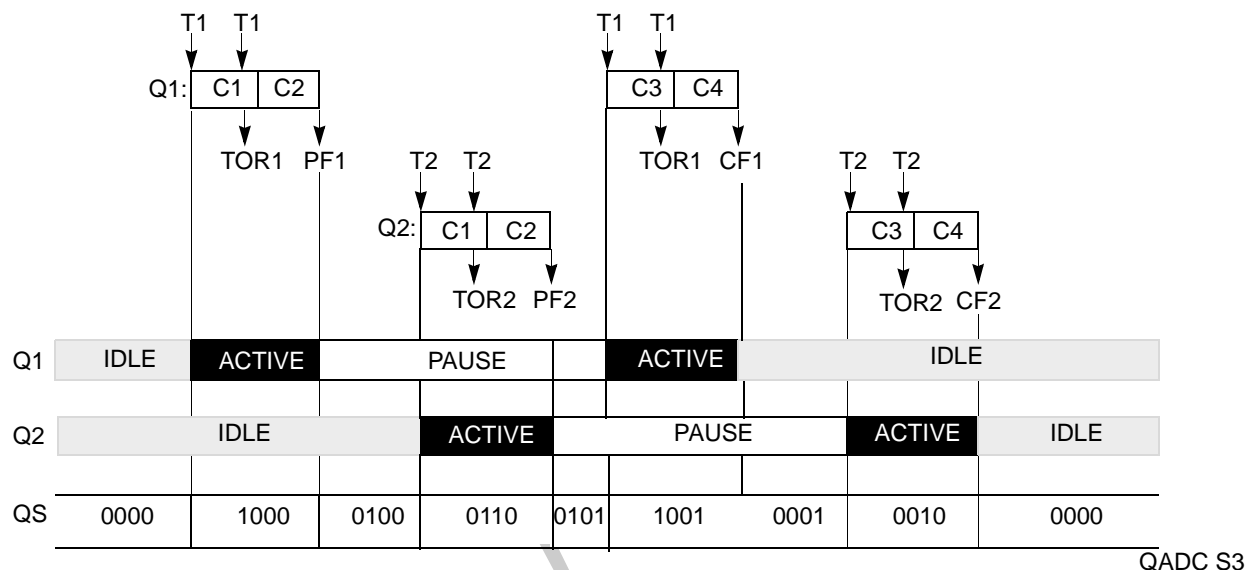 T1 T1 T1 T1
Q1: C1 C2 C3 C4
TOR1 PF1 T2 T2 TOR1 CF1 T2 T2
Q2: C1 C2 C3 C4
TOR2 PF2 TOR2 CF2
Q1 IDLE ACTIVE PAUSE ACTIVE IDLE
Q2 IDLE ACTIVE PAUSE ACTIVE IDLE
QS 0000 1000 0100 0110 0101 1001 0001 0010 0000
QADC S3